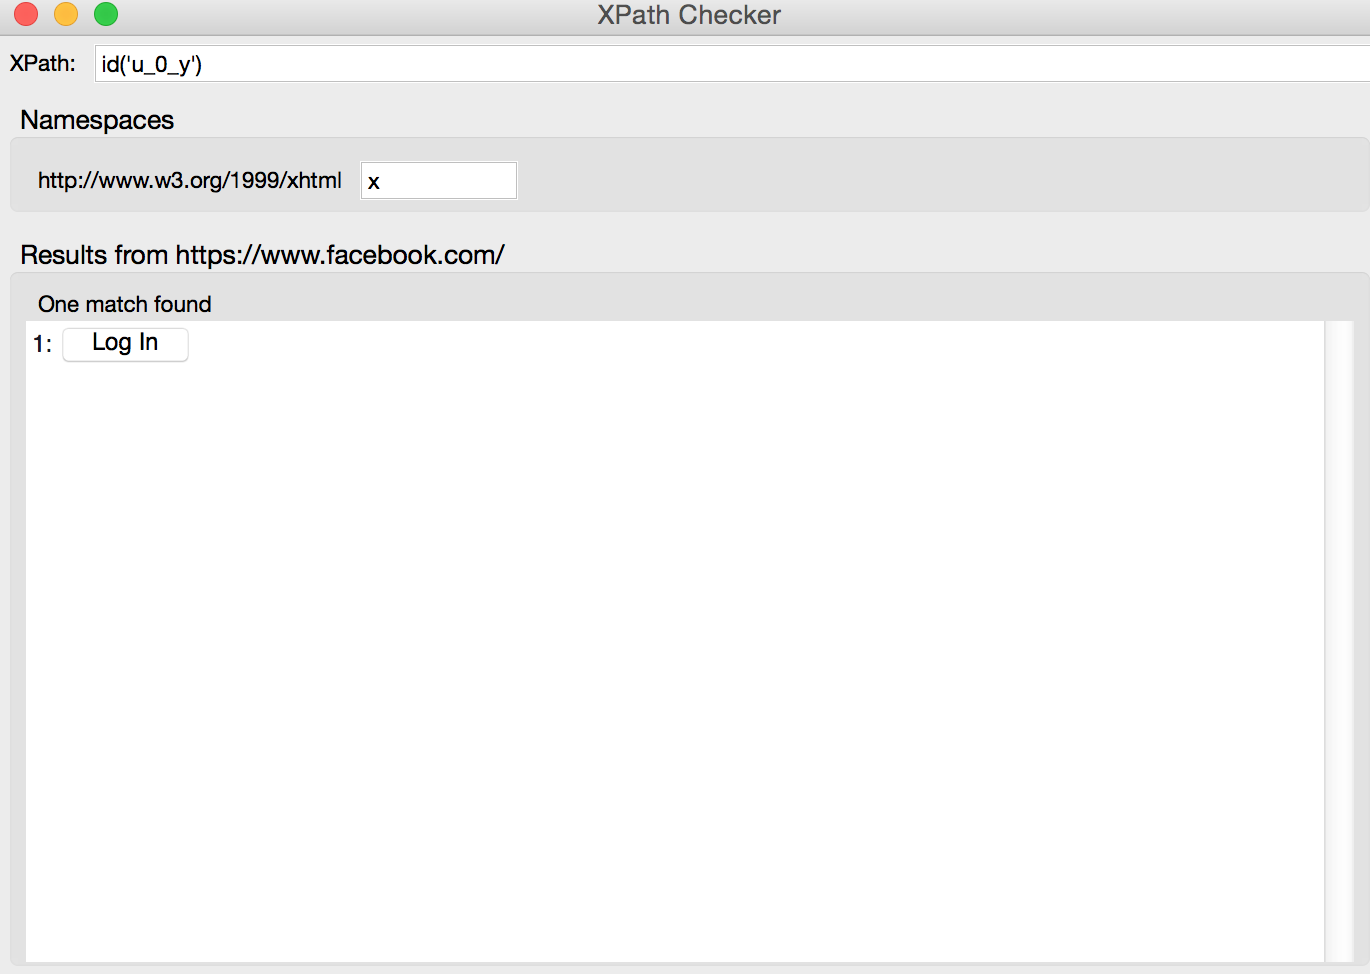 XPath Checker
XPath: id('u_0_y')
Namespaces
http://www.w3.org/1999/xhtml x
Results from https://www.facebook.com/
One match found
1: Log In